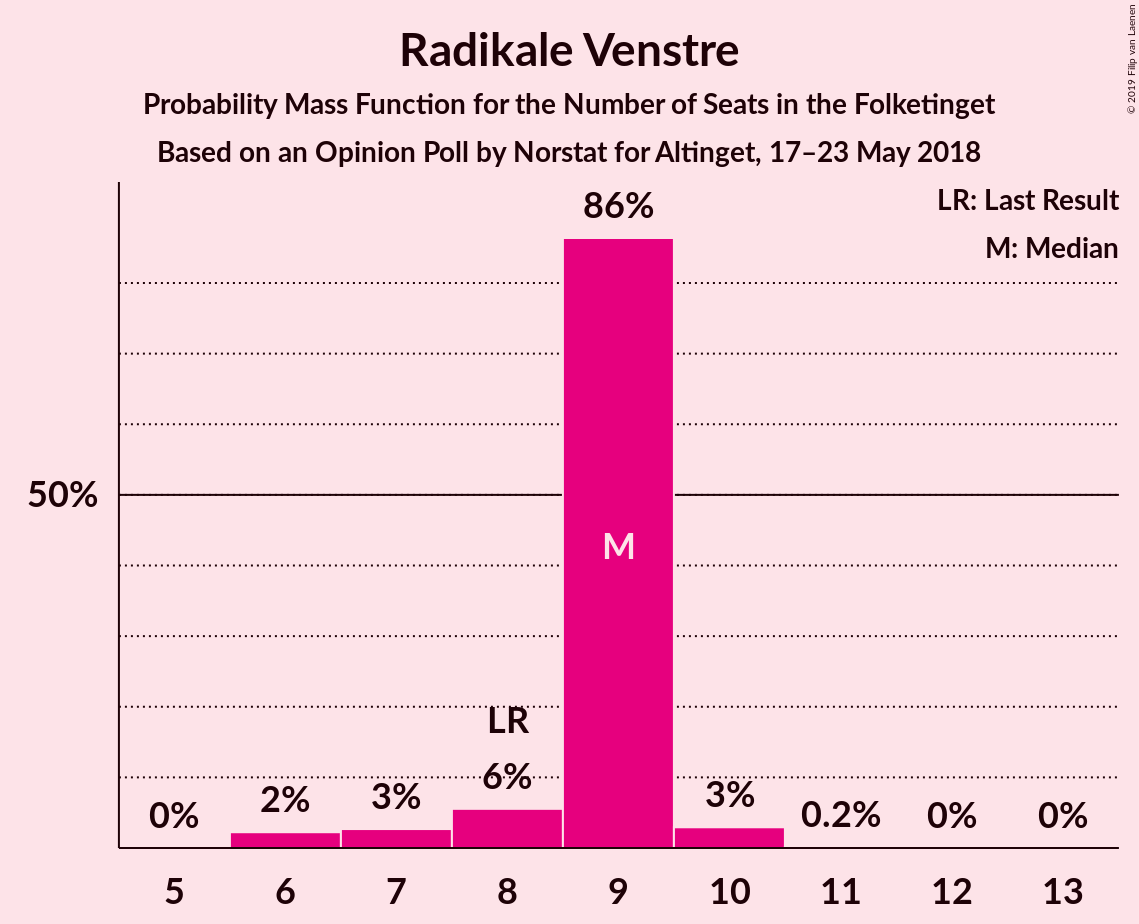 Radikale Venstre
Probability Mass Function for the Number of Seats in the Folketinget
Based on an Opinion Poll by Norstat for Altinget, 17–23 May 2018
© 2019 Filip van Laenen
LR: Last Result
M: Median
86%
50%
M
LR
0%
2%
3%
6%
3%
0.2%
0%
0%
5 6 7 8 9 10 11 12 13